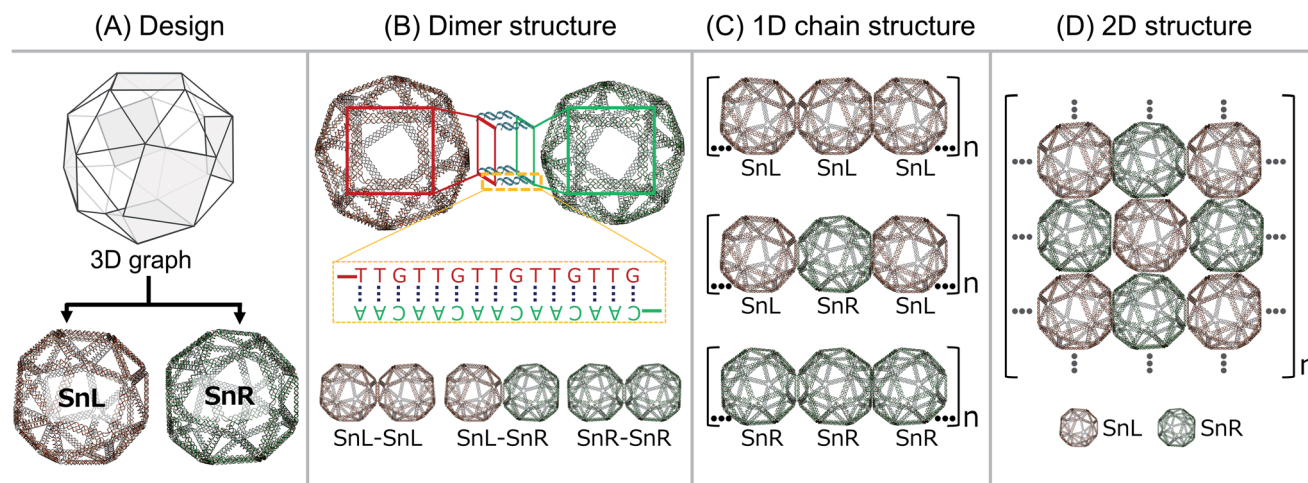 (A) Design
(B) Dimer structure
(C) 1D chain structure
(D) 2D structure
3D graph
SnL
SnR
TTGTTGTTGTTGTTG
AACAACAACAACAAC
SnL-SnL
SnL-SnR
SnR-SnR
SnL SnL SnL
n
SnL SnR SnL
n
SnR SnR SnR
n
n
SnL
SnR